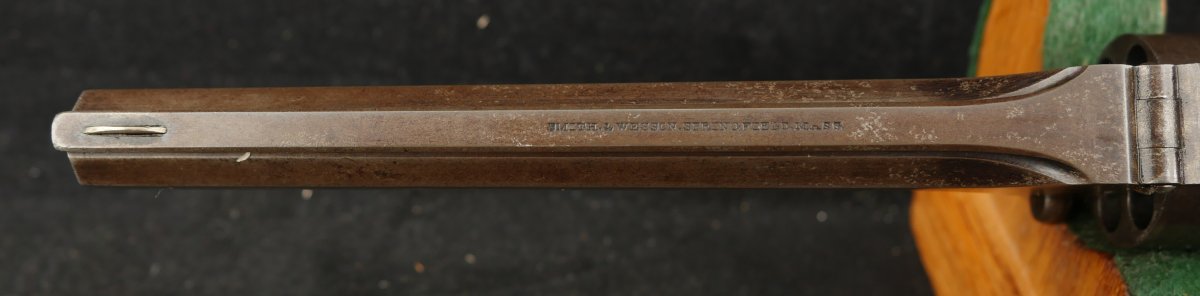 SMITH & WESSON, SPRINGFIELD, MASS.